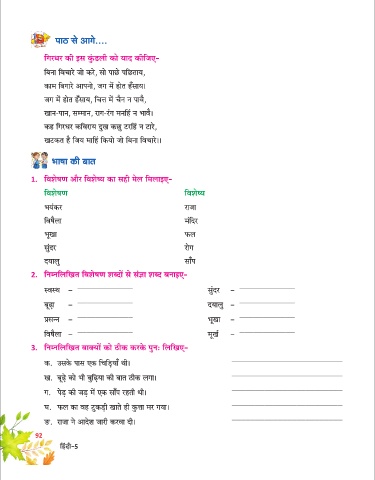 पाठ से आगे....
गिरधर की इस कुंडली को याद कीजिए-
बिना विचारे जो करे, सो पाछे पछिताय,
काम बिगारे आपनो, जग में होत हँसाय।
जग में होत हँसाय, चित्त में चैन न पावै,
खान-पान, सम्मान, राग-रंग मनहिं न भावै।
कह गिरधर कविराय दुख कछु टरहिं न टारे,
खटकत है जिय माहिं कियो जो बिना विचारे।।
भाषा की बात
1. विशेषण और विशेष्य का सही मेल मिलाइए-
विशेषण विशेष्य
भयंकर राजा
विषैला मंदिर
भूखा फल
सुंदर रोग
दयालु साँप
2. निम्नलिखित विशेषण शब्दों से संज्ञा शब्द बनाइए-
स्वस्थ – सुंदर –
बूढ़ा – दयालु –
प्रसन्न – भूखा –
विषैला – मूर्ख –
3. निम्नलिखित वाक्यों को ठीक करके पुनः लिखिए-
क. उसके पास एक चिड़ियाँ थी।
ख. बूढ़े को भी बुढ़िया की बात ठीक लगा।
ग. पेड़ की जड़ में एक साँप रहती थी।
घ. फल का वह टुकड़ी खाते ही कुत्ता मर गया।
ङ. राजा ने आदेश जारी करवा दी।
92
हिंदी-5